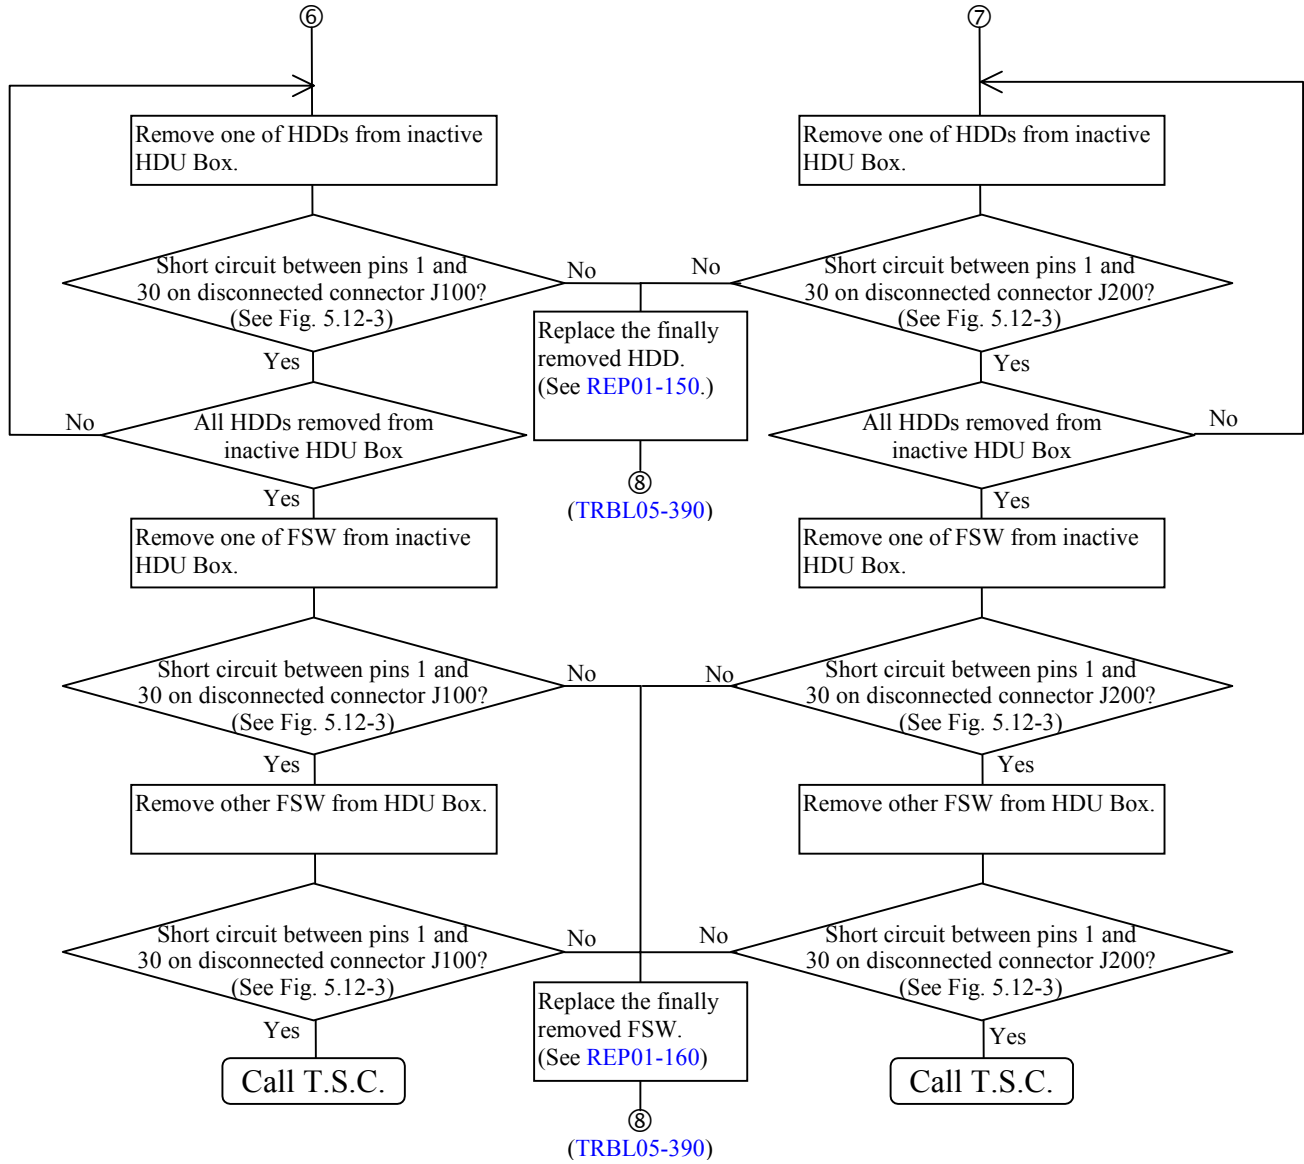 ⑥
⑦
Remove one of HDDs from inactive
HDU Box.
Remove one of HDDs from inactive
HDU Box.
Short circuit between pins 1 and
30 on disconnected connector J100?
(See Fig. 5.12-3)
No
No
Short circuit between pins 1 and
30 on disconnected connector J200?
(See Fig. 5.12-3)
Replace the finally
removed HDD.
(See REP01-150.)
Yes
Yes
No
All HDDs removed from
inactive HDU Box
All HDDs removed from
inactive HDU Box
No
⑧
(TRBL05-390)
Yes
Yes
Remove one of FSW from inactive
HDU Box.
Remove one of FSW from inactive
HDU Box.
Short circuit between pins 1 and
30 on disconnected connector J100?
(See Fig. 5.12-3)
No
No
Short circuit between pins 1 and
30 on disconnected connector J200?
(See Fig. 5.12-3)
Yes
Yes
Remove other FSW from HDU Box.
Remove other FSW from HDU Box.
Short circuit between pins 1 and
30 on disconnected connector J100?
(See Fig. 5.12-3)
No
No
Short circuit between pins 1 and
30 on disconnected connector J200?
(See Fig. 5.12-3)
Replace the finally
removed FSW.
(See REP01-160)
Yes
Yes
Call T.S.C.
Call T.S.C.
⑧
(TRBL05-390)